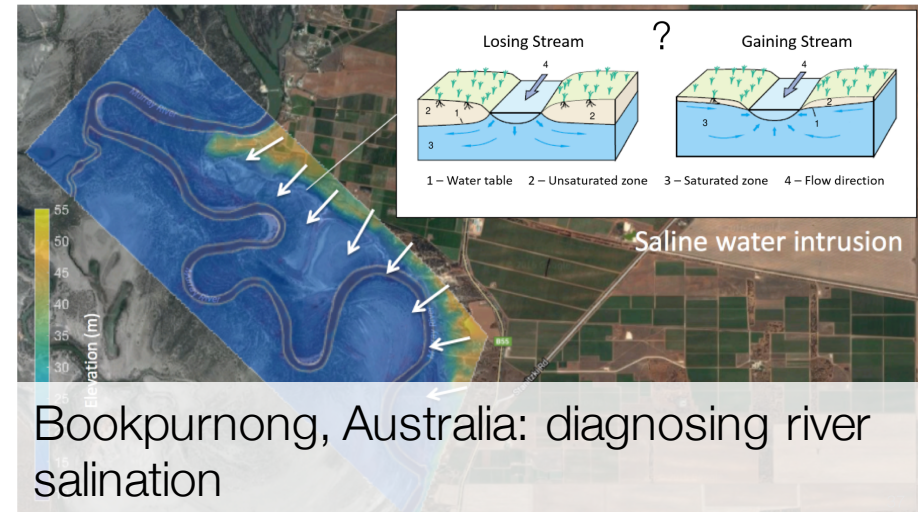 ?
Losing Stream
Gaining Stream
4
4
2
1
2
3
2
1
3
1 – Water table 2 – Unsaturated zone 3 – Saturated zone 4 – Flow direction
Saline water intrusion
55
50
45
40
35
30
Elevation (m)
B55
Bookpurnong, Australia: diagnosing river
salination